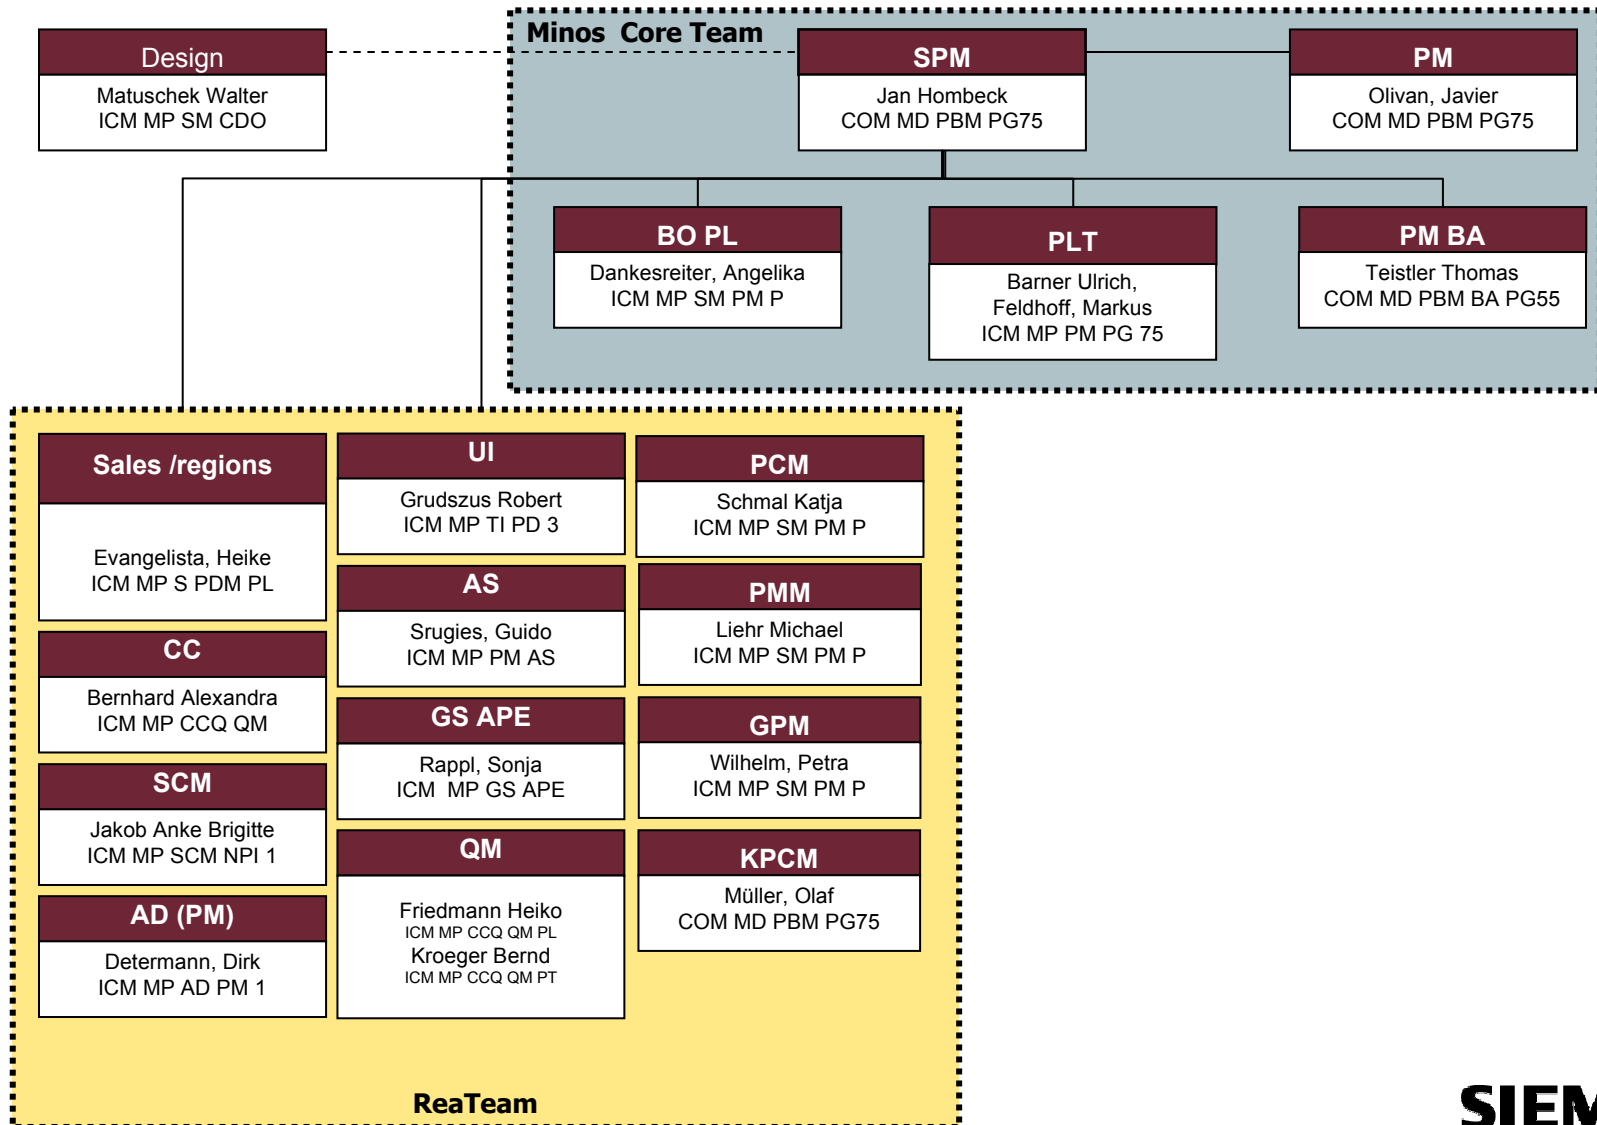 Minos Core Team
Design
Matuschek Walter
ICM MP SM CDO
SPM
Jan Hombeck
COM MD PBM PG75
PM
Olivan, Javier
COM MD PBM PG75
BO PL
Dankesreiter, Angelika
ICM MP SM PM P
PLT
Barner Ulrich,
Feldhoff, Markus
ICM MP PM PG 75
PM BA
Teistler Thomas
COM MD PBM BA PG55
Sales /regions
Evangelista, Heike
ICM MP S PDM PL
CC
Bernhard Alexandra
ICM MP CCQ QM
SCM
Jakob Anke Brigitte
ICM MP SCM NPI 1
AD (PM)
Determann, Dirk
ICM MP AD PM 1
UI
Grudszus Robert
ICM MP TI PD 3
AS
Srugies, Guido
ICM MP PM AS
GS APE
Rappl, Sonja
ICM MP GS APE
QM
Friedmann Heiko
ICM MP CCQ QM PL
Kroeger Bernd
ICM MP CCQ QM PT
PCM
Schmal Katja
ICM MP SM PM P
PMM
Liehr Michael
ICM MP SM PM P
GPM
Wilhelm, Petra
ICM MP SM PM P
KPCM
Müller, Olaf
COM MD PBM PG75
ReaTeam
SIEM